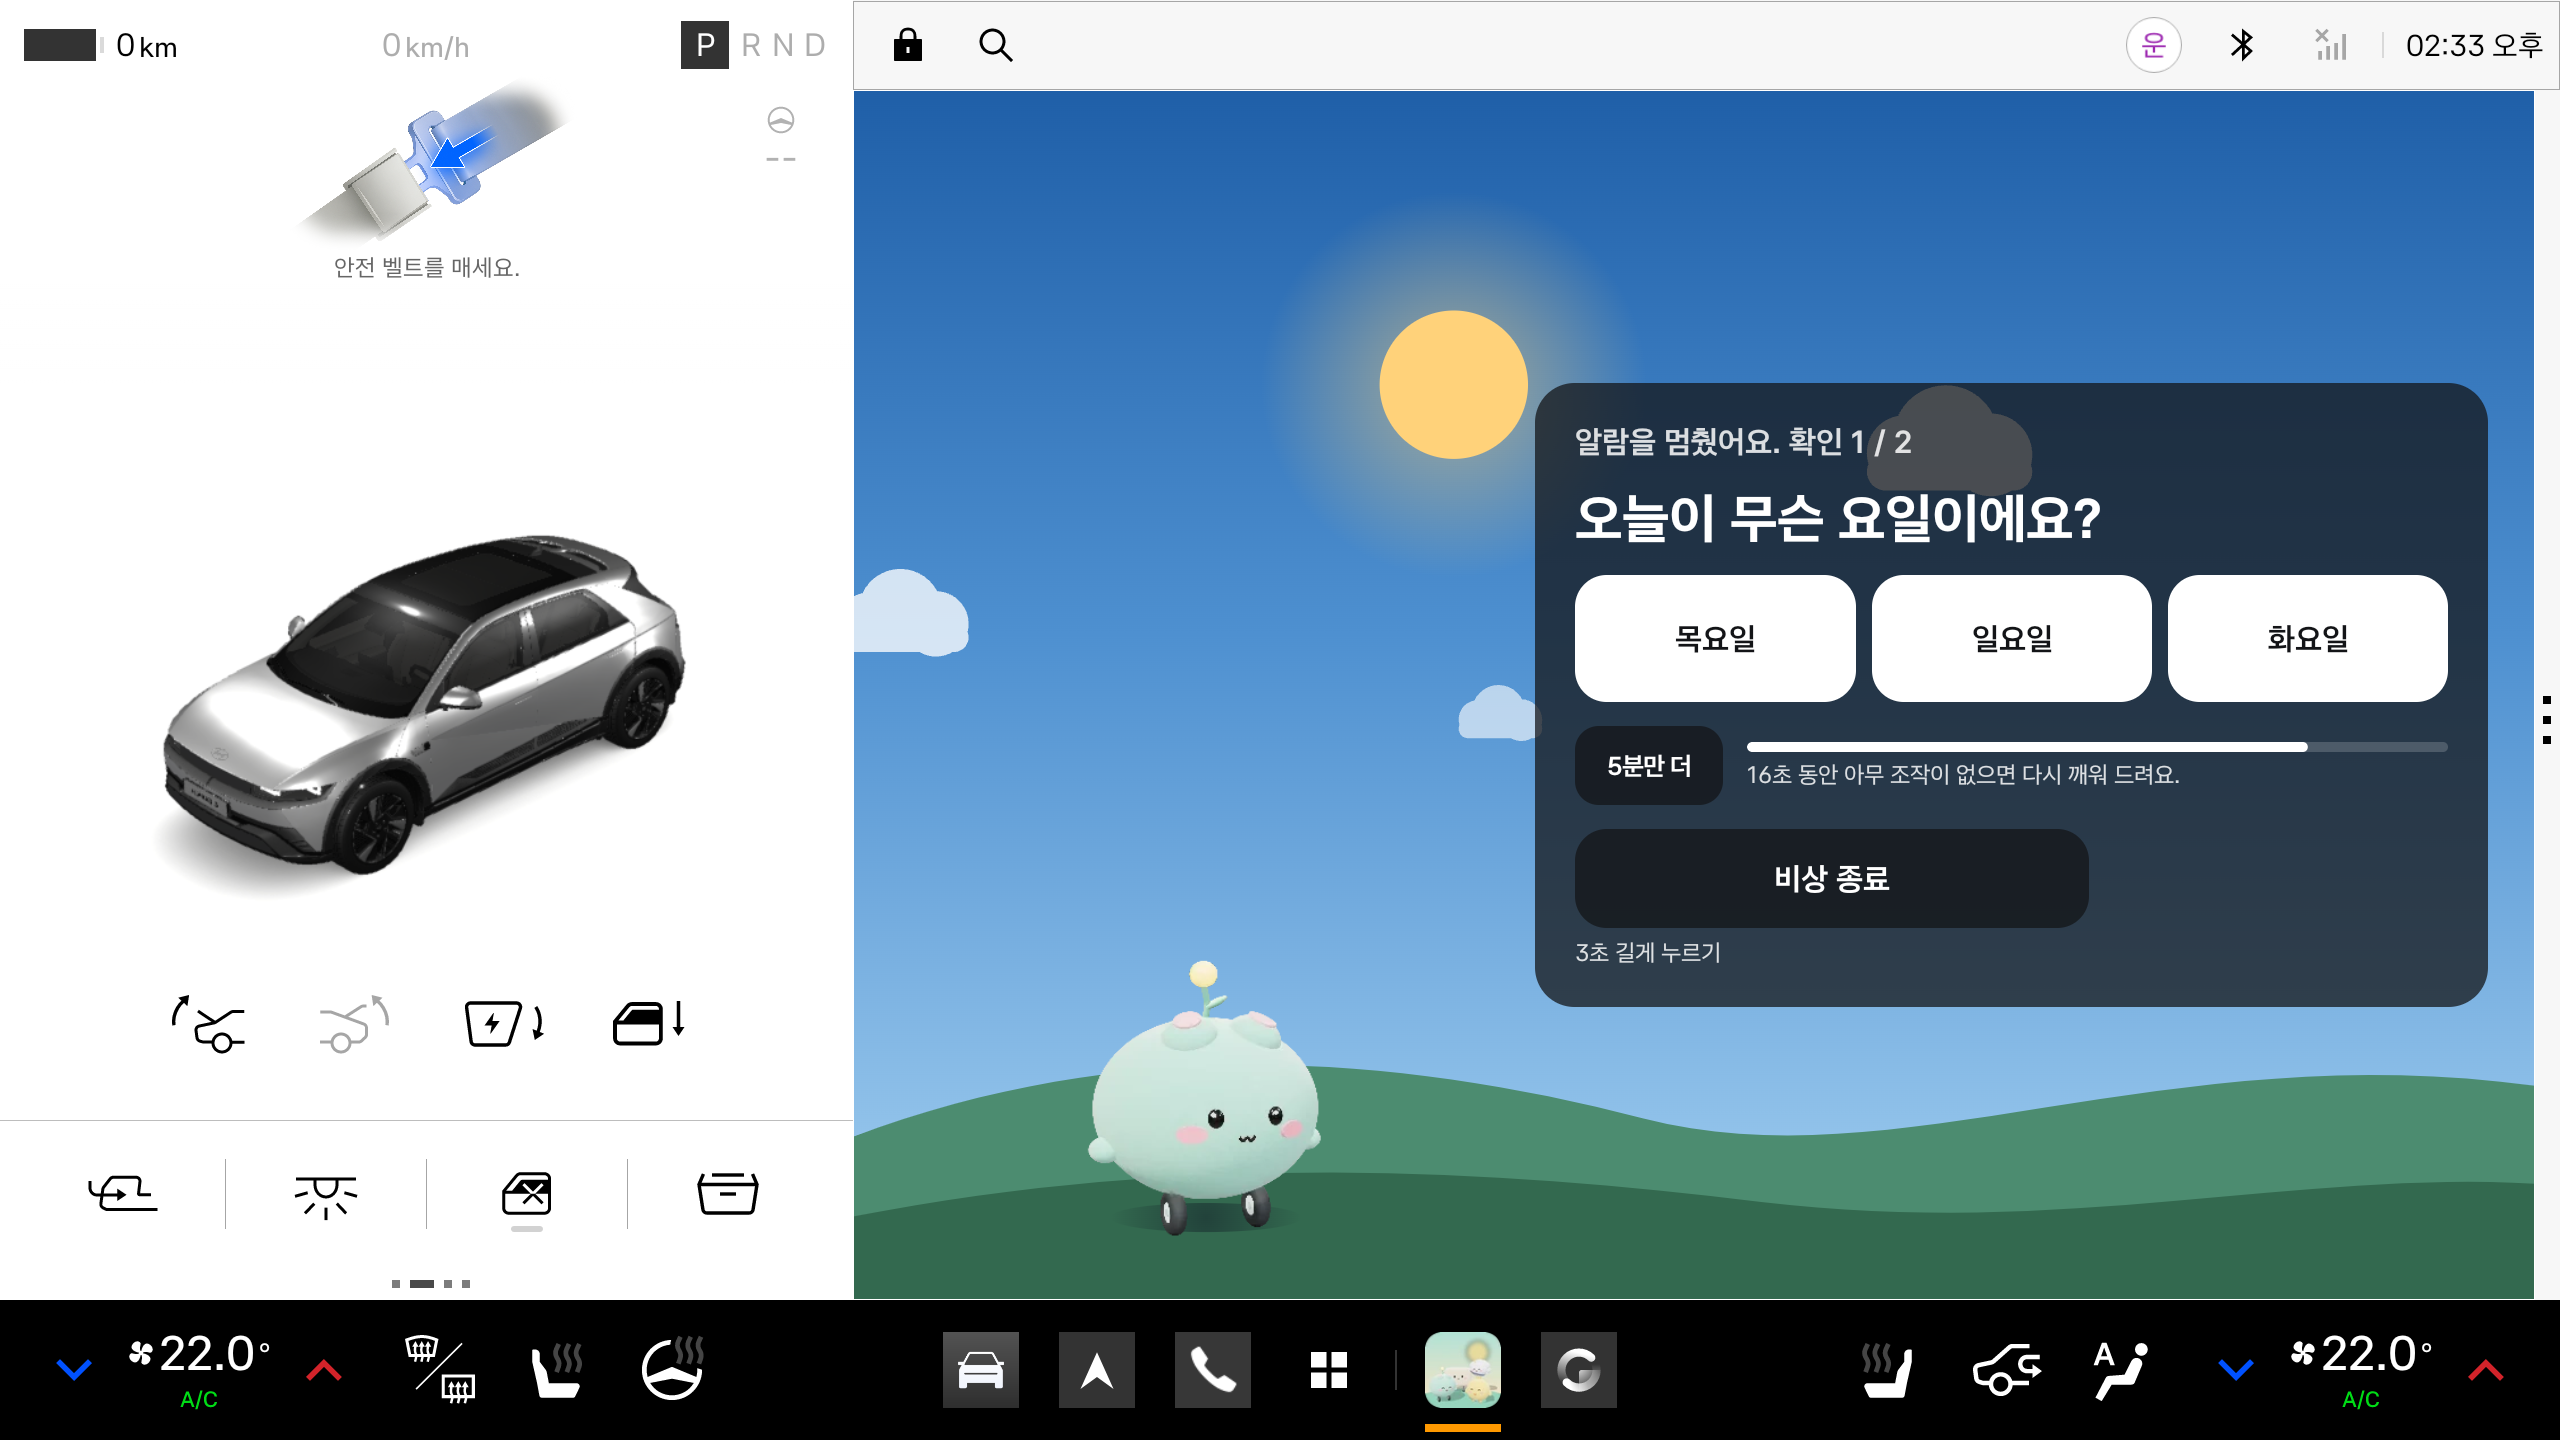 0 km
0 km/h
P R N D
운
02:33 오후
안전 벨트를 매세요.
알람을 멈췄어요. 확인 1 / 2
오늘이 무슨 요일이에요?
목요일
일요일
화요일
5분만 더
16초 동안 아무 조작이 없으면 다시 깨워 드려요.
비상 종료
3초 길게 누르기
22.0°
A/C
A
22.0°
A/C